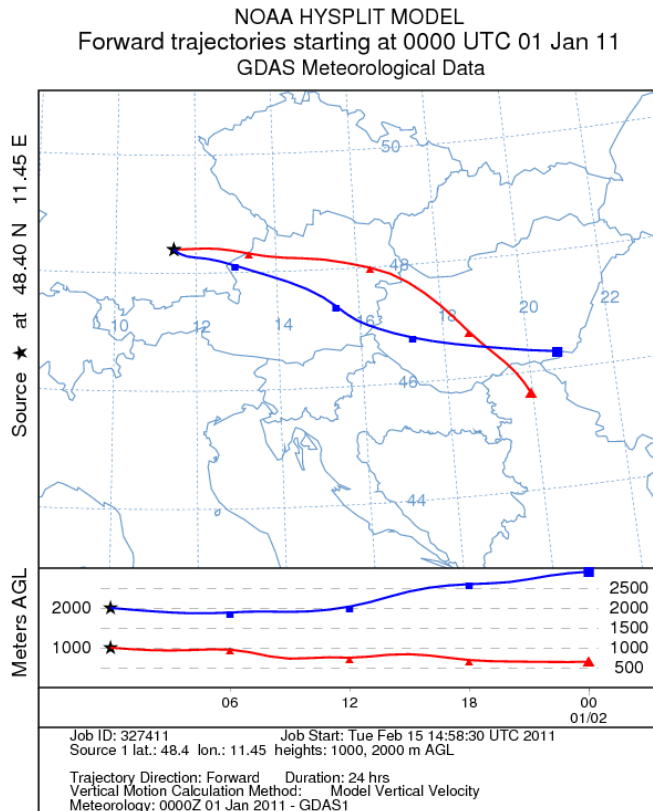 NOAA HYSPLIT MODEL
Forward trajectories starting at 0000 UTC 01 Jan 11
GDAS Meteorological Data
Source ★ at 48.40 N 11.45 E
50
48
22
20
18
16
14
12
10
46
44
Meters AGL
2000
1000
2500
2000
1500
1000
500
06
12
18
00
01/02
Job ID: 327411 Job Start: Tue Feb 15 14:58:30 UTC 2011
Source 1 lat.: 48.4 lon.: 11.45 heights: 1000, 2000 m AGL
Trajectory Direction: Forward Duration: 24 hrs
Vertical Motion Calculation Method: Model Vertical Velocity
Meteorology: 0000Z 01 Jan 2011 - GDAS1